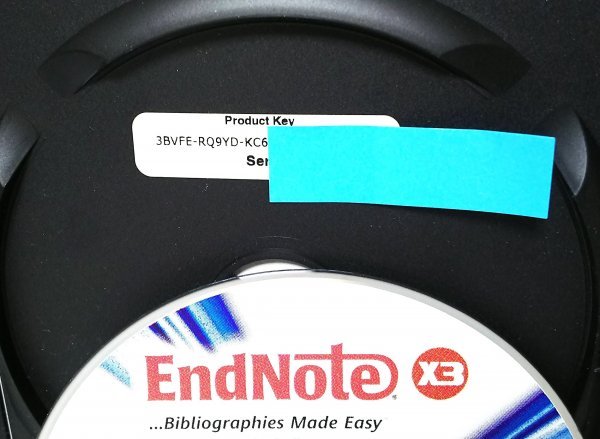 Product Key
3BVFE-RQ9YD-KC6
Ser
EndNote X3
...Bibliographies Made Easy